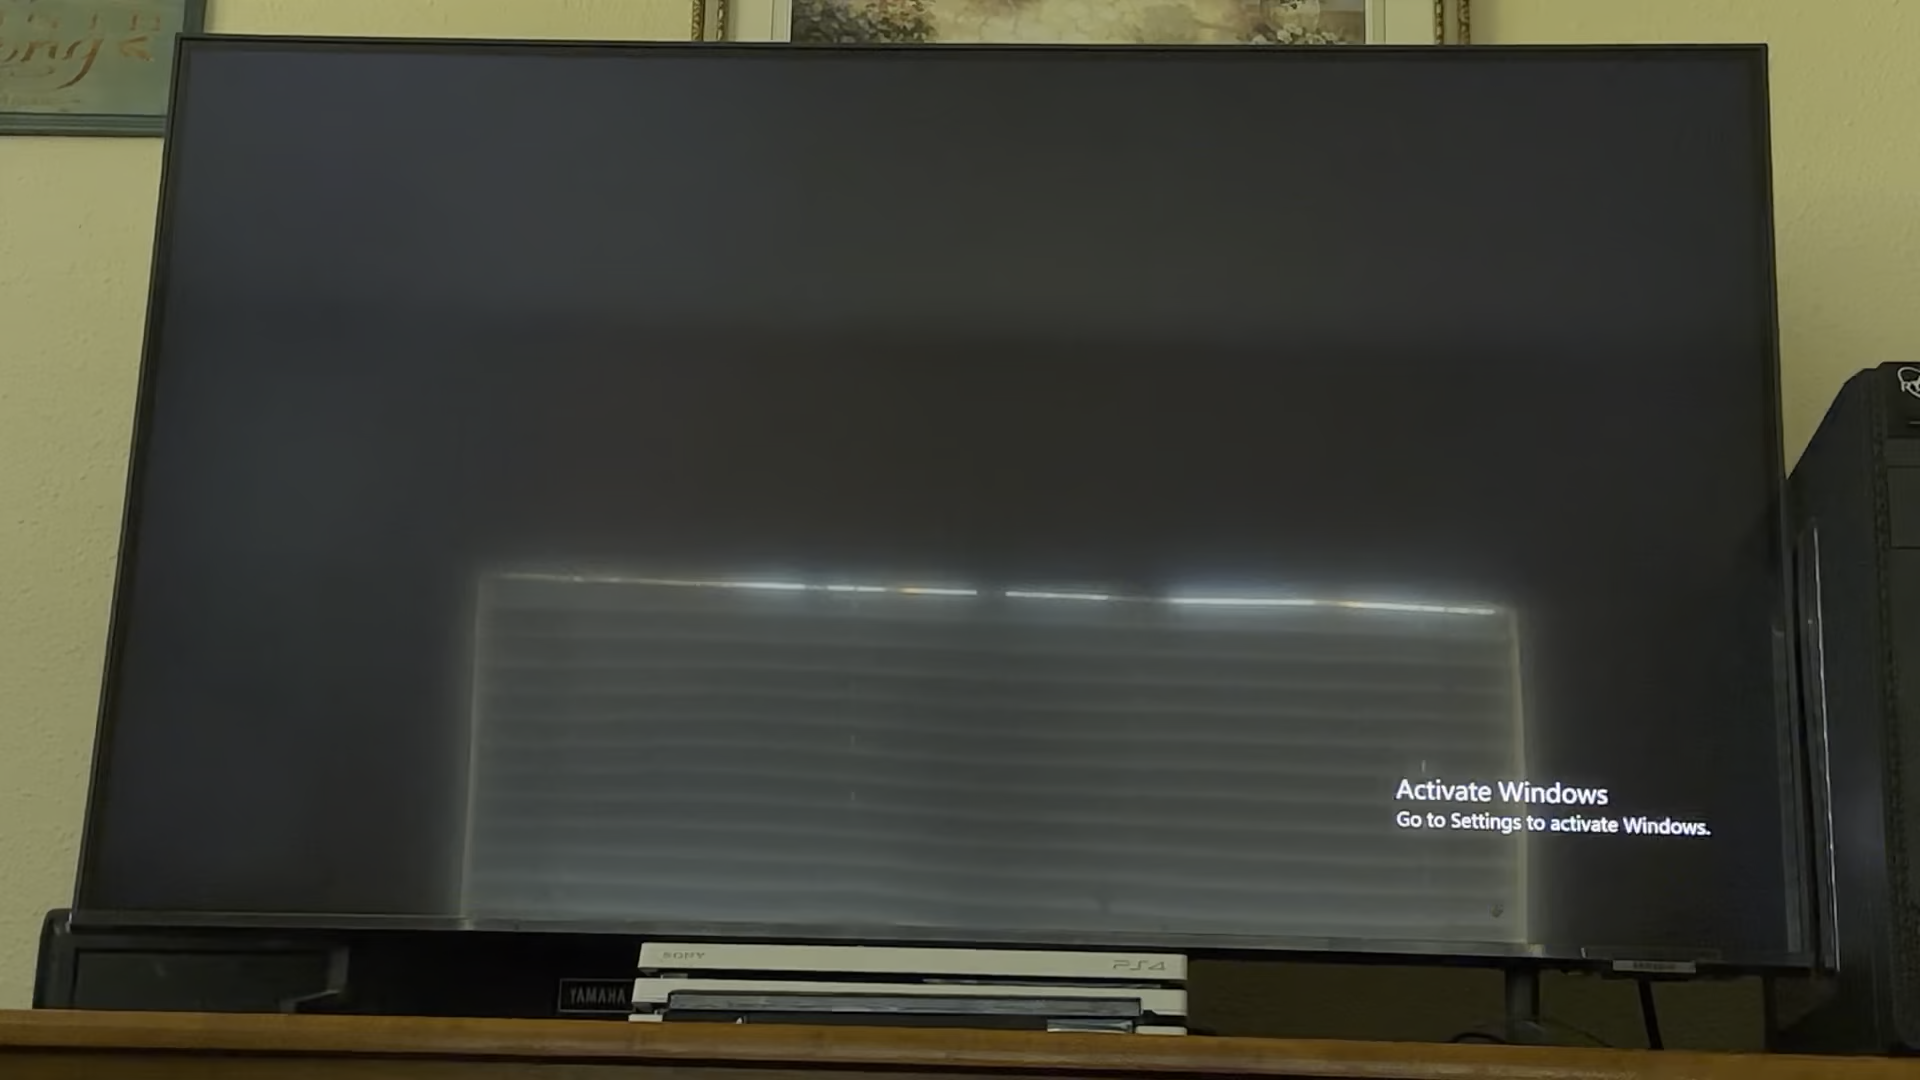 Activate Windows
Go to Settings to activate Windows.
SONY
PS4
YAMAHA